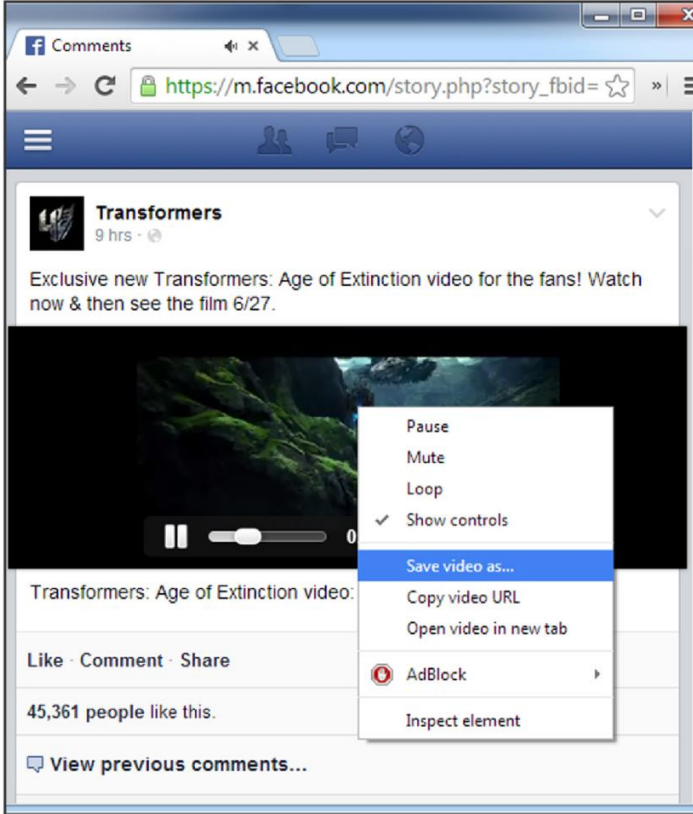 Comments
https://m.facebook.com/story.php?story_fbid=
Transformers
9 hrs ·
Exclusive new Transformers: Age of Extinction video for the fans! Watch
now & then see the film 6/27.
Pause
Mute
Loop
Show controls
0
Save video as...
Transformers: Age of Extinction video:
Copy video URL
Open video in new tab
Like · Comment · Share
AdBlock
45,361 people like this.
Inspect element
View previous comments...